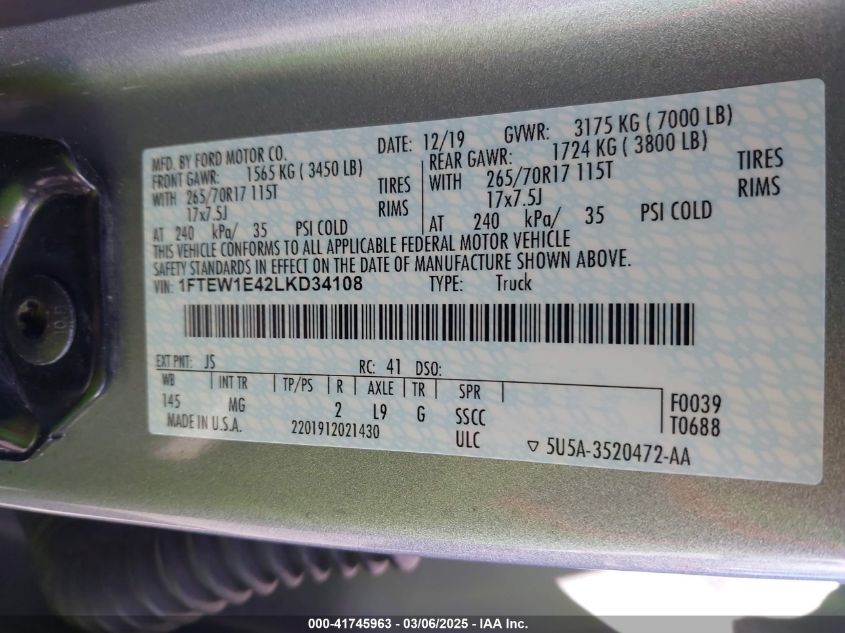 MFD. BY FORD MOTOR CO. DATE: 12/19 GVWR: 3175 KG ( 7000 LB)
FRONT GAWR: 1565 KG ( 3450 LB) REAR GAWR: 1724 KG ( 3800 LB)
WITH 265/70R17 115T TIRES WITH 265/70R17 115T TIRES
17x7.5J RIMS 17x7.5J RIMS
AT 240 kPa/ 35 PSI COLD AT 240 kPa/ 35 PSI COLD
THIS VEHICLE CONFORMS TO ALL APPLICABLE FEDERAL MOTOR VEHICLE
SAFETY STANDARDS IN EFFECT ON THE DATE OF MANUFACTURE SHOWN ABOVE.
VIN: 1FTEW1E42LKD34108 TYPE: Truck
EXT PNT: JS RC: 41 DSO:
WB INT TR TP/PS R AXLE TR SPR
145 MG 2 L9 G SSCC F0039
MADE IN U.S.A. 2201912021430 ULC T0688
5U5A-3520472-AA
000-41745963 - 03/06/2025 - IAA Inc.